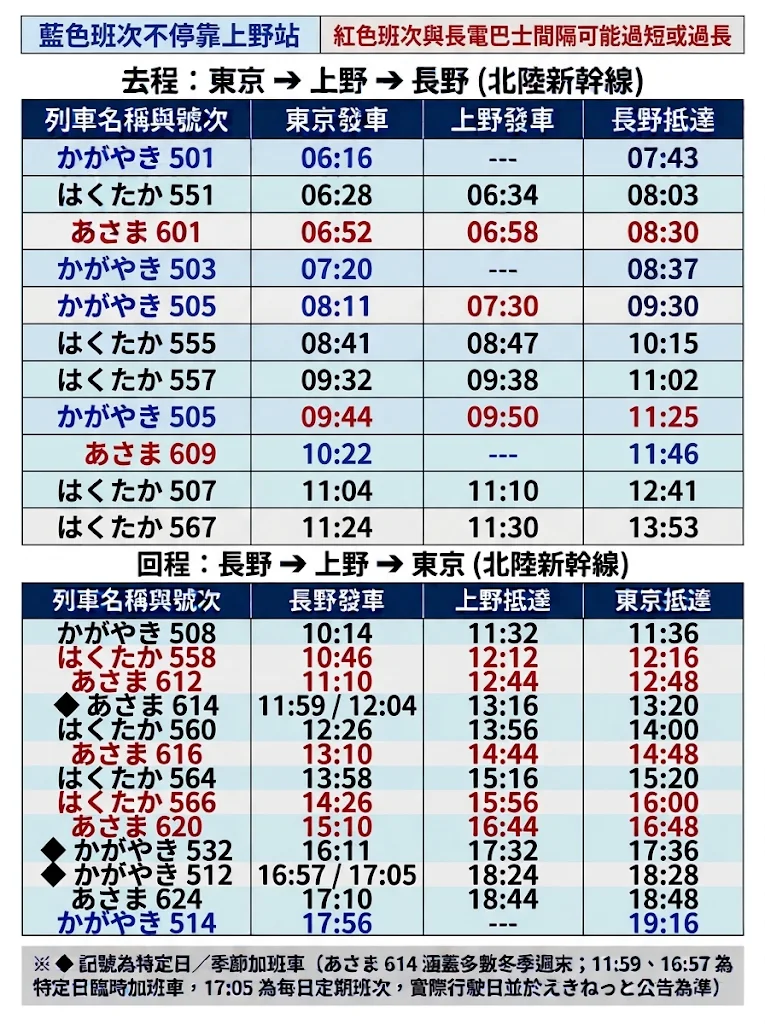 藍色班次不停靠上野站 紅色班次與長電巴士間隔可能過短或過長
去程：東京 ➔ 上野 ➔ 長野 (北陸新幹線)
列車名稱與號次 東京發車 上野發車 長野抵達
かがやき 501 06:16 --- 07:43
はくたか 551 06:28 06:34 08:03
あさま 601 06:52 06:58 08:30
かがやき 503 07:20 --- 08:37
かがやき 505 08:11 07:30 09:30
はくたか 555 08:41 08:47 10:15
はくたか 557 09:32 09:38 11:02
かがやき 505 09:44 09:50 11:25
あさま 609 10:22 --- 11:46
はくたか 507 11:04 11:10 12:41
はくたか 567 11:24 11:30 13:53
回程：長野 ➔ 上野 ➔ 東京 (北陸新幹線)
列車名稱與號次 長野發車 上野抵達 東京抵達
かがやき 508 10:14 11:32 11:36
はくたか 558 10:46 12:12 12:16
あさま 612 11:10 12:44 12:48
◆ あさま 614 11:59 / 12:04 13:16 13:20
はくたか 560 12:26 13:56 14:00
あさま 616 13:10 14:44 14:48
はくたか 564 13:58 15:16 15:20
はくたか 566 14:26 15:56 16:00
あさま 620 15:10 16:44 16:48
◆ かがやき 532 16:11 17:32 17:36
◆ かがやき 512 16:57 / 17:05 18:24 18:28
あさま 624 17:10 18:44 18:48
かがやき 514 17:56 --- 19:16
※ ◆ 記號為特定日／季節加班車（あさま 614 涵蓋多數冬季週末；11:59、16:57 為
特定日臨時加班車，17:05 為每日定期班次，實際行駛日並於えきねっと公告為準）